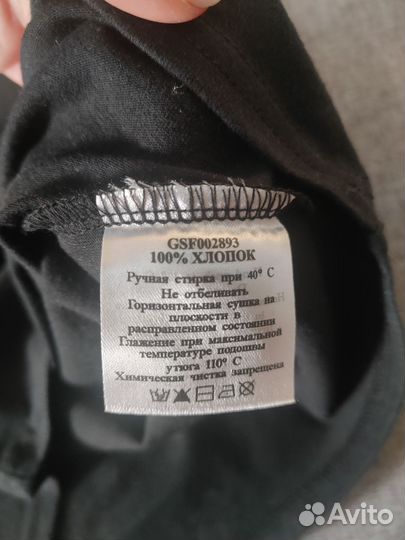 GSF002893
100% ХЛОПОК
Ручная стирка при 40° С
Не отбеливать
Горизонтальная сушка на
плоскости в
расправленном состоянии
Глажение при максимальной
температуре подошвы
утюга 110° С
Химическая чистка запрещена
Avito